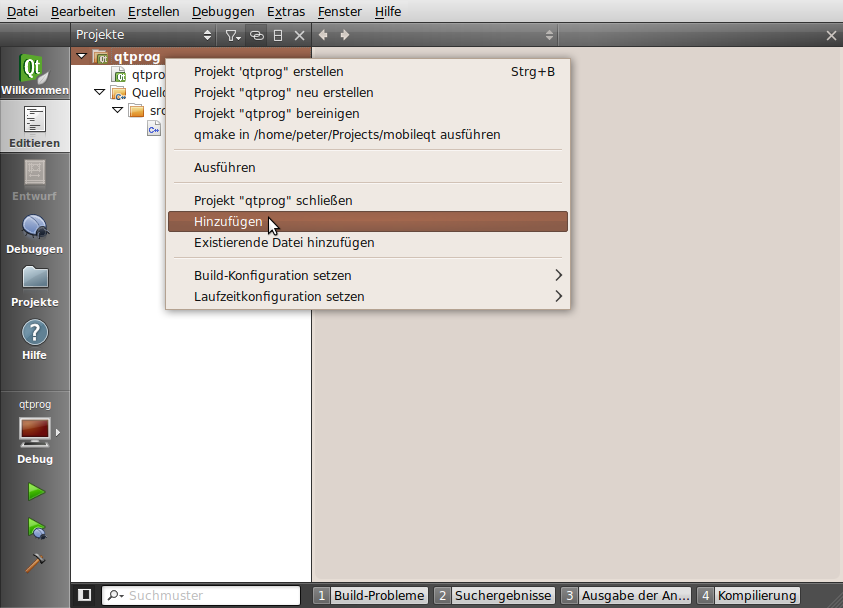 Datei Bearbeiten Erstellen Debuggen Extras Fenster Hilfe
Projekte
Qt
Willkommen
Editieren
Entwurf
Debuggen
Projekte
?
Hilfe
qtprog
Debug
qtprog
qtpro
Quello
src
C++
Projekt 'qtprog" erstellen Strg+B
Projekt "qtprog" neu erstellen
Projekt "qtprog" bereinigen
qmake in /home/peter/Projects/mobileqt ausführen
Ausführen
Projekt "qtprog" schließen
Hinzufügen
Existierende Datei hinzufügen
Build-Konfiguration setzen
Laufzeitkonfiguration setzen
Suchmuster
1 Build-Probleme 2 Suchergebnisse 3 Ausgabe der An... 4 Kompilierung